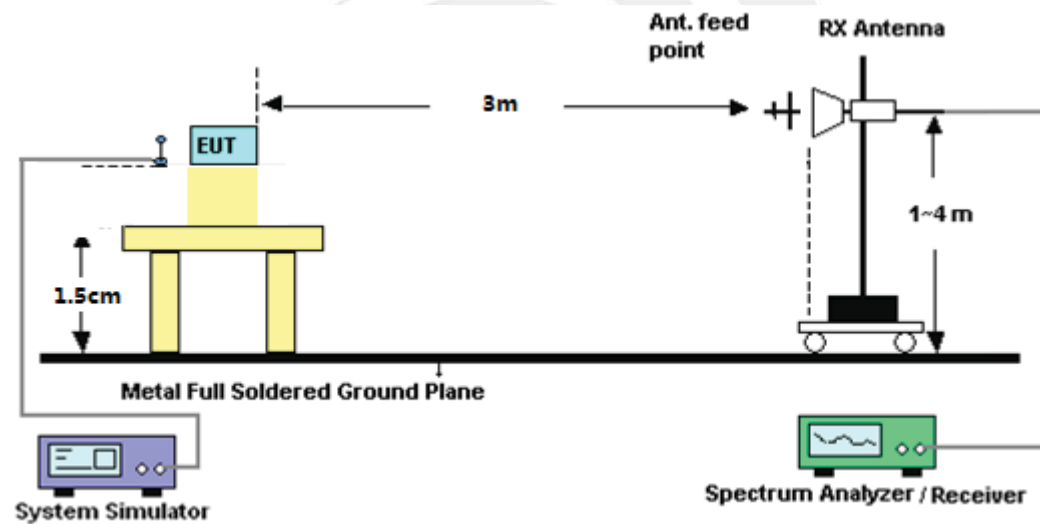 Ant. feed
point
RX Antenna
3m
EUT
1~4 m
1.5cm
Metal Full Soldered Ground Plane
System Simulator
Spectrum Analyzer / Receiver